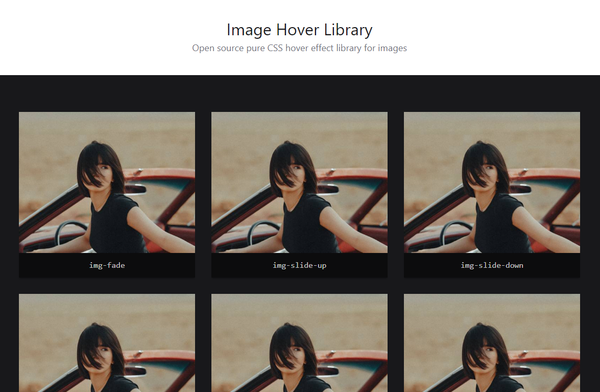 Image Hover Library
Open source pure CSS hover effect library for images
img-fade
img-slide-up
img-slide-down